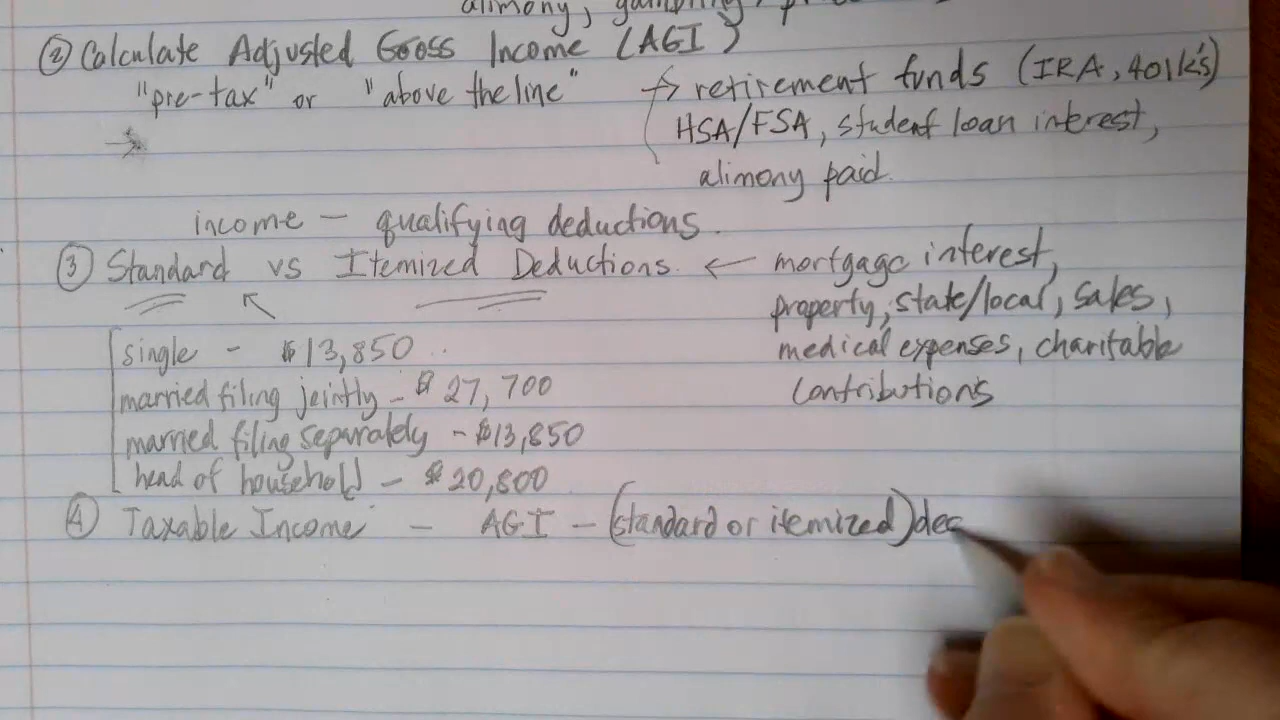 alimony, gambling, p
② Calculate Adjusted Gross Income (AGI)
"pre-tax" or "above the line"
→ retirement funds (IRA, 401k's)
HSA/FSA, student loan interest,
alimony paid.
→
income - qualifying deductions.
③ Standard vs Itemized Deductions. ← mortgage interest,
property, state/local, sales,
medical expenses, charitable
contributions
single - $13,850
married filing jointly - $27,700
married filing separately - $13,850
head of household - $20,800
④ Taxable Income - AGI - (standard or itemized) dec